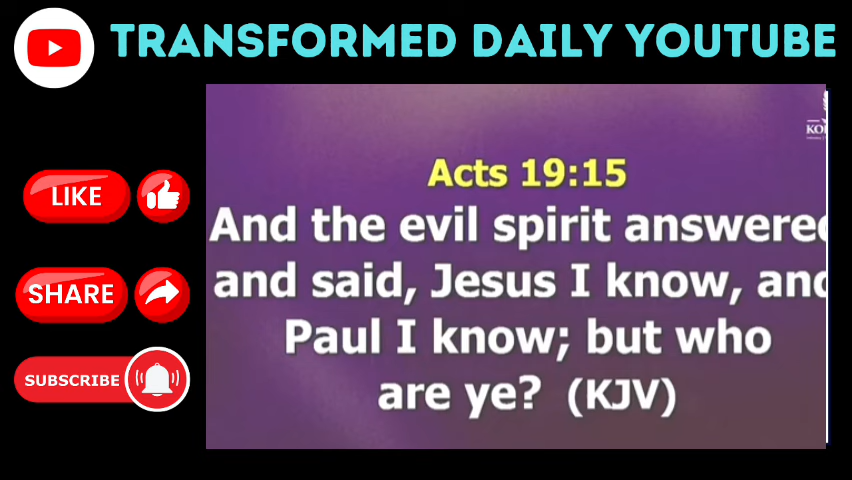 TRANSFORMED DAILY YOUTUBE
LIKE
SHARE
SUBSCRIBE
Acts 19:15
And the evil spirit answered
and said, Jesus I know, and
Paul I know; but who
are ye? (KJV)